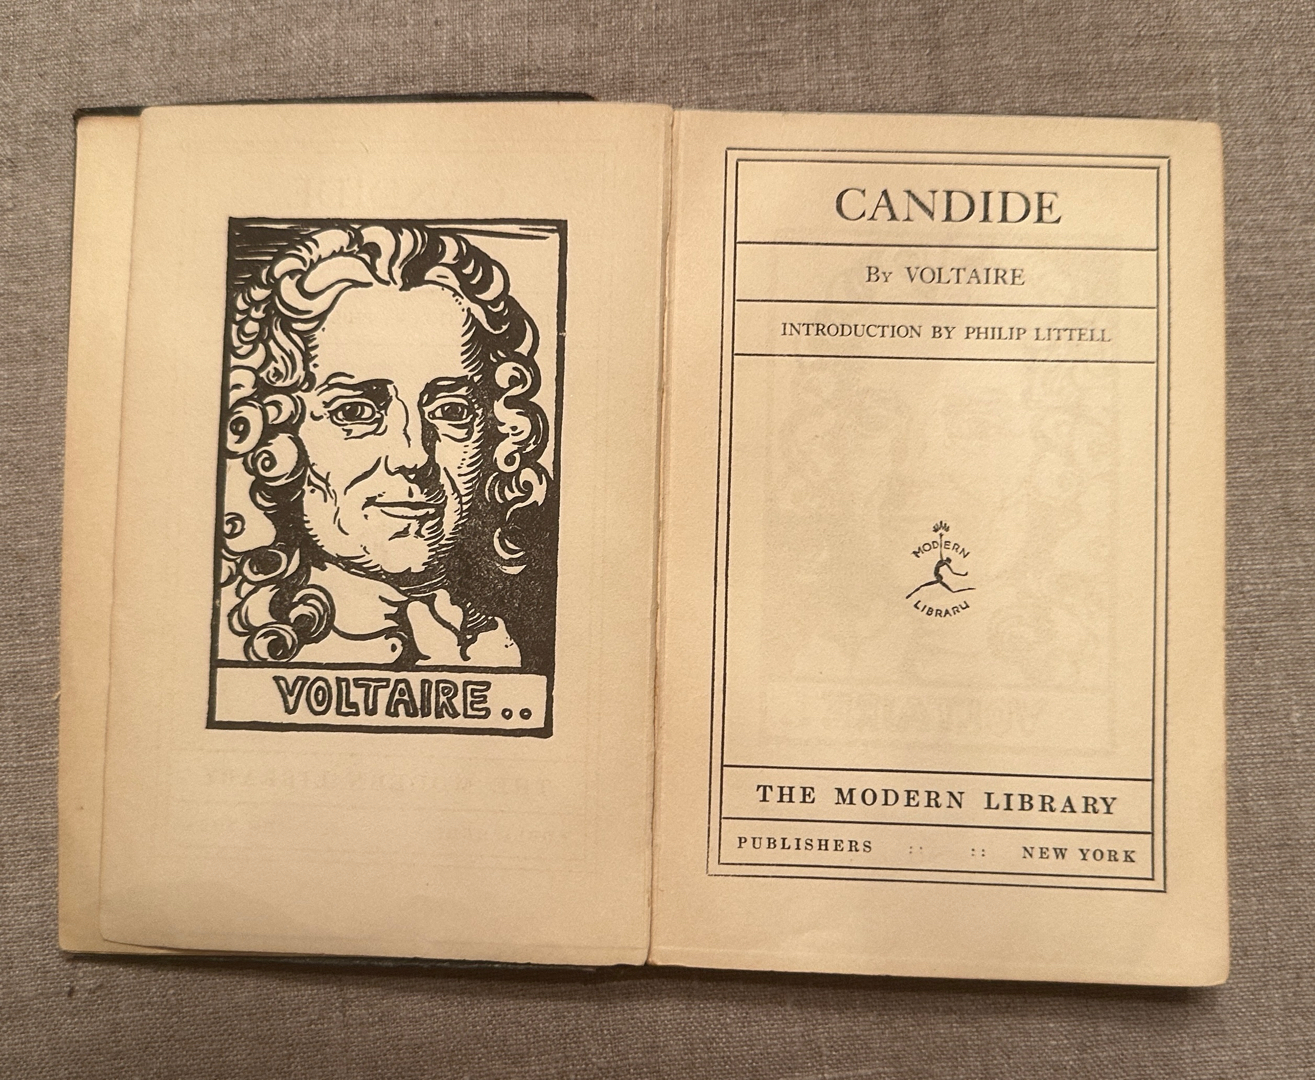 VOLTAIRE..
CANDIDE
By VOLTAIRE
INTRODUCTION BY PHILIP LITTELL
MODERN
LIBRARY
THE MODERN LIBRARY
PUBLISHERS :: :: NEW YORK